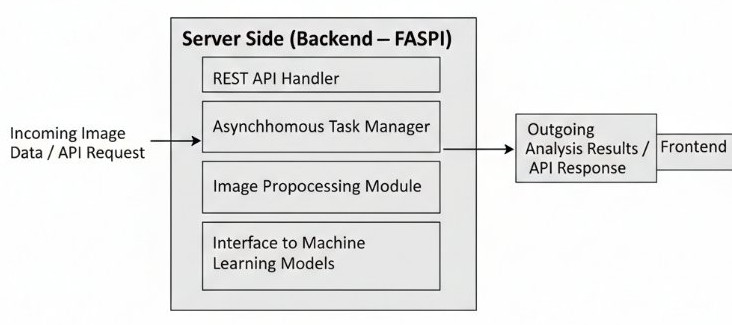 Server Side (Backend – FASPI)
REST API Handler
Asynchhomous Task Manager
Incoming Image
Data / API Request
Image Propocessing Module
Interface to Machine
Learning Models
Outgoing
Analysis Results /
API Response
Frontend